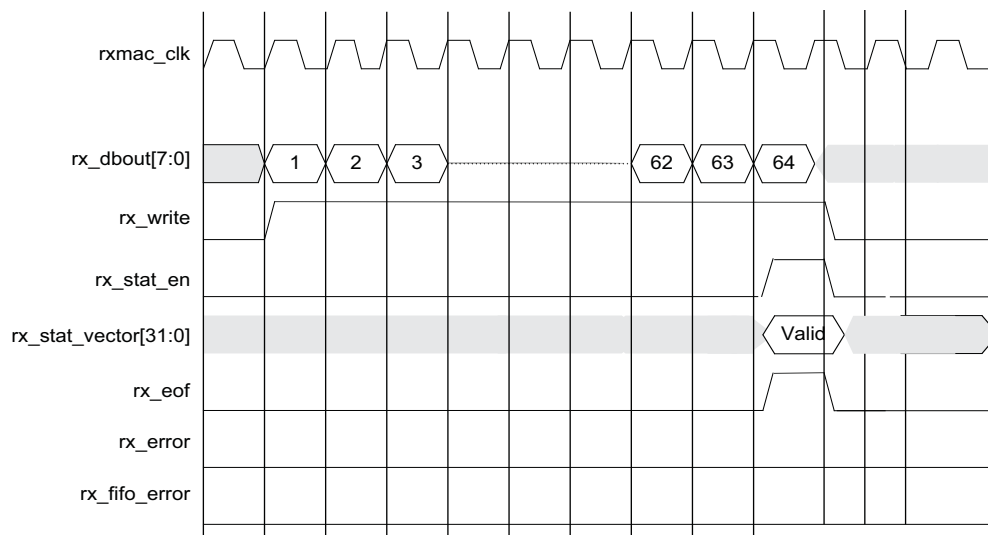 rxmac_clk
rx_dbout[7:0]
1 2 3 62 63 64
rx_write
rx_stat_en
rx_stat_vector[31:0]
Valid
rx_eof
rx_error
rx_fifo_error